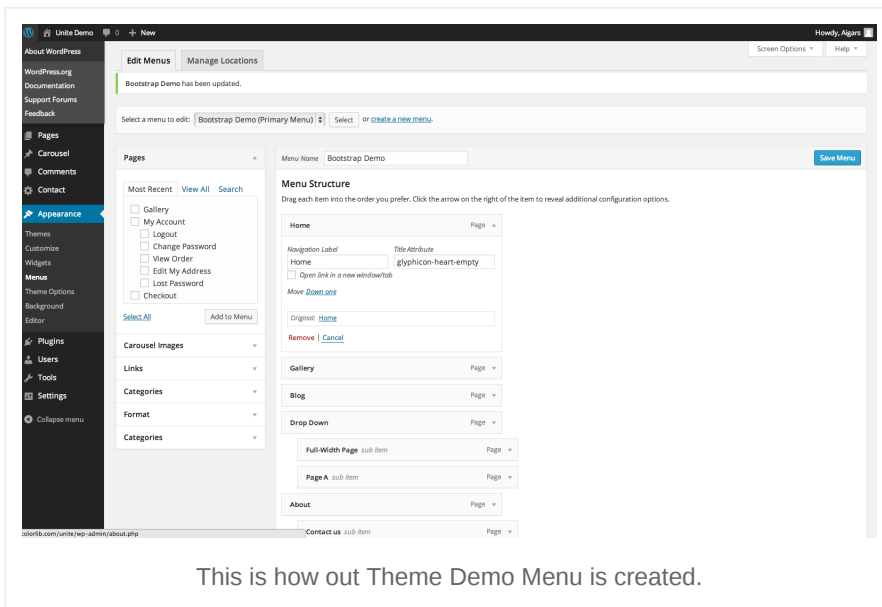 Unite Demo 0 + New Howdy, Aigars
About WordPress
WordPress.org
Documentation
Support Forums
Feedback
Pages
Carousel
Comments
Contact
Appearance
Themes
Customize
Widgets
Menus
Theme Options
Background
Editor
Plugins
Users
Tools
Settings
Collapse menu
colorlib.com/unite/wp-admin/about.php
Screen Options Help
Edit Menus Manage Locations
Bootstrap Demo has been updated.
Select a menu to edit: Bootstrap Demo (Primary Menu) Select or create a new menu.
Pages
Most Recent View All Search
Gallery
My Account
Logout
Change Password
View Order
Edit My Address
Lost Password
Checkout
Select All Add to Menu
Carousel Images
Links
Categories
Format
Categories
Menu Name Bootstrap Demo Save Menu
Menu Structure
Drag each item into the order you prefer. Click the arrow on the right of the item to reveal additional configuration options.
Home Page
Navigation Label Title Attribute
Home glyphicon-heart-empty
Open link in a new window/tab
Move Down one
Original: Home
Remove | Cancel
Gallery Page
Blog Page
Drop Down Page
Full-Width Page sub item Page
Page A sub item Page
About Page
Contact us sub item Page
This is how out Theme Demo Menu is created.